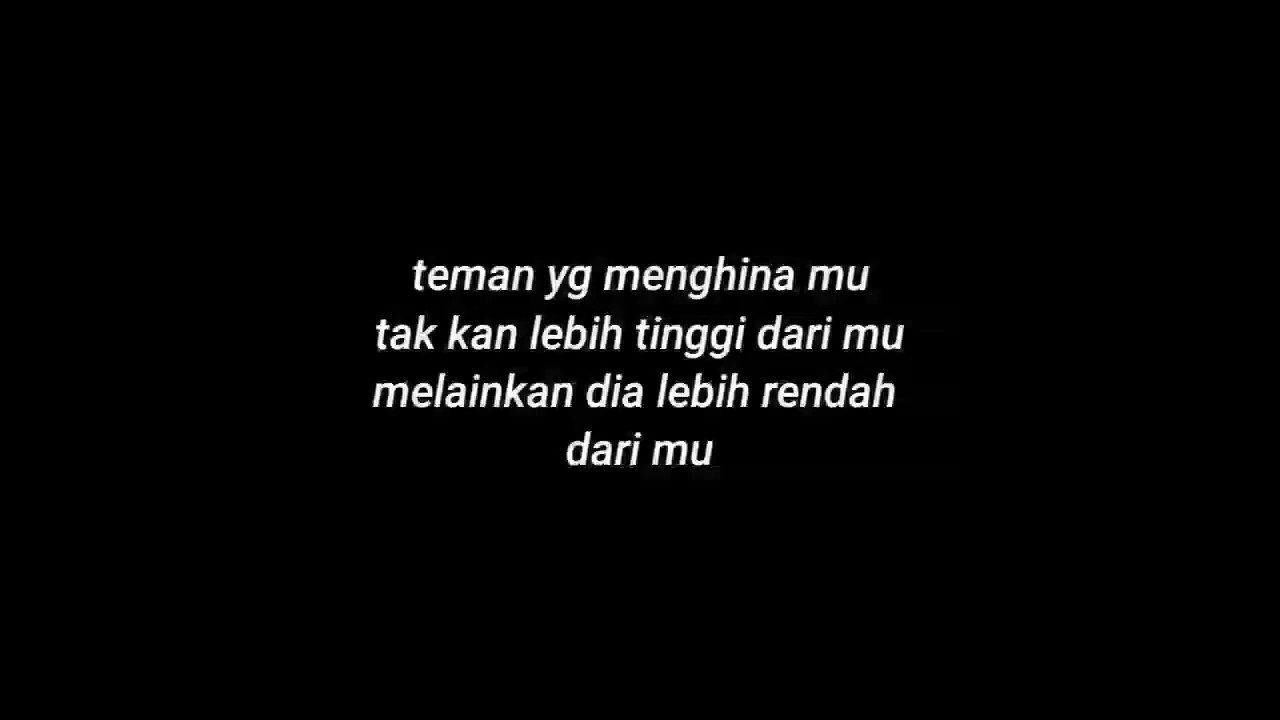 teman yg menghina mu
tak kan lebih tinggi dari mu
melainkan dia lebih rendah
dari mu